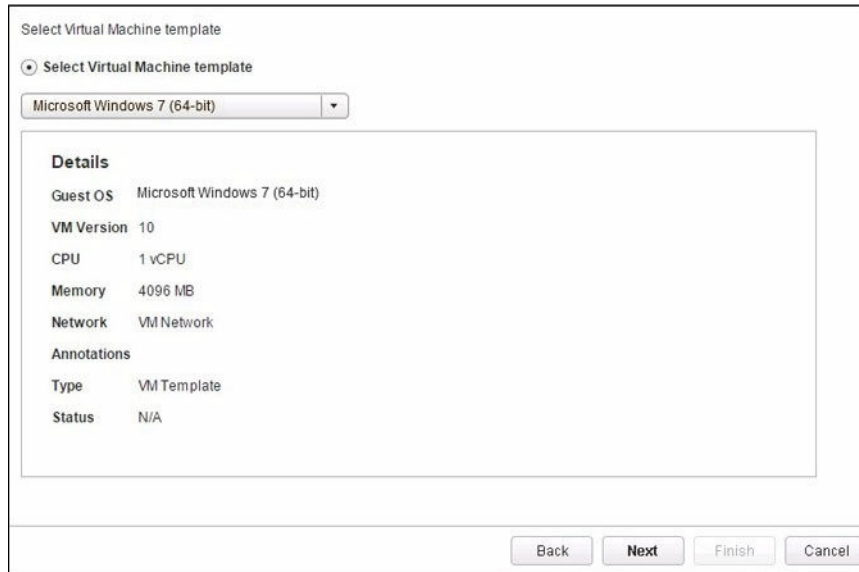 Select Virtual Machine template
Select Virtual Machine template
Microsoft Windows 7 (64-bit)
Details
Guest OS Microsoft Windows 7 (64-bit)
VM Version 10
CPU 1 vCPU
Memory 4096 MB
Network VM Network
Annotations
Type VM Template
Status N/A
Back Next Finish Cancel